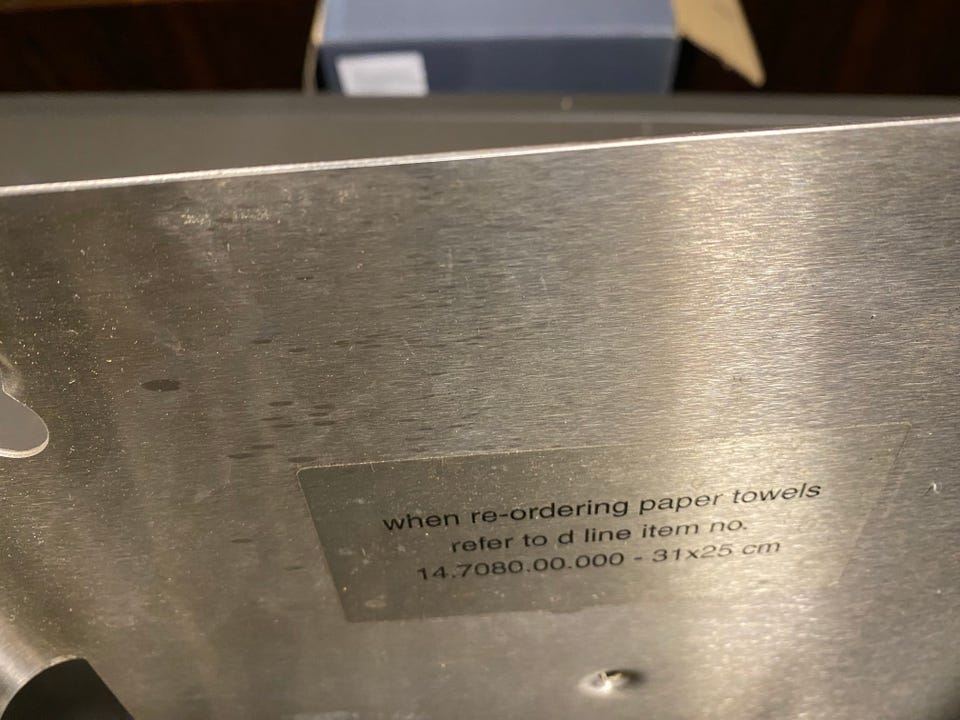 when re-ordering paper towels
refer to d line item no.
14.7080.00.000 - 31x25 cm